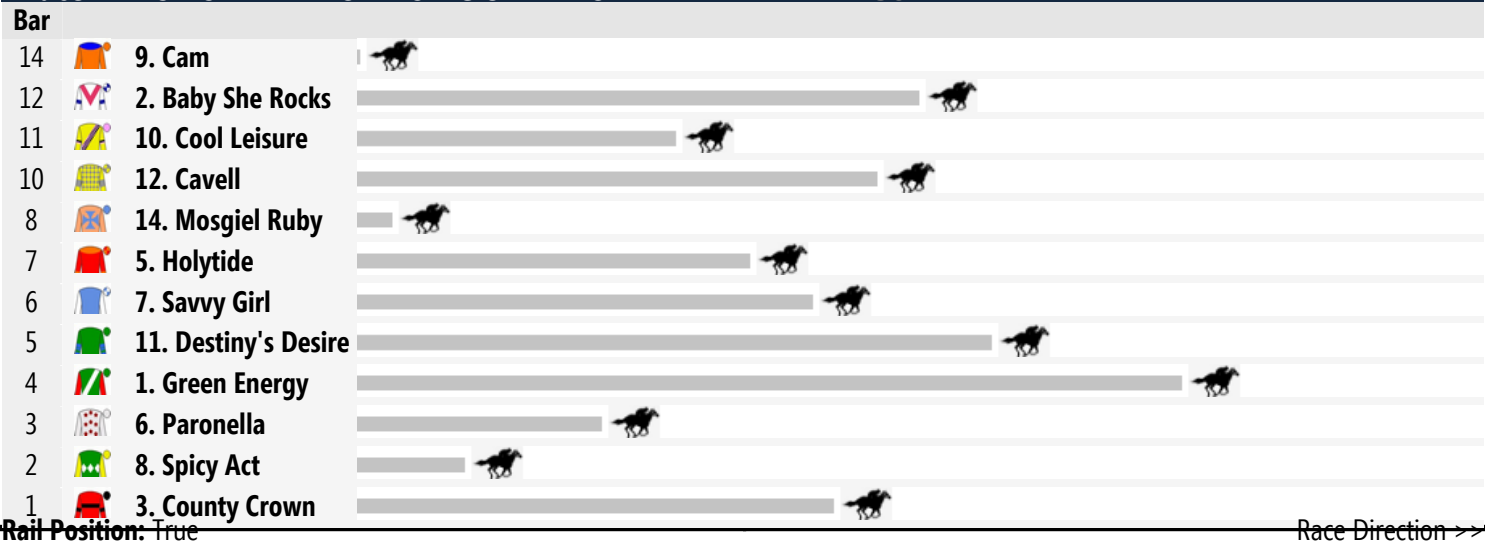 Bar
14 9. Cam
12 2. Baby She Rocks
11 10. Cool Leisure
10 12. Cavell
8 14. Mosgiel Ruby
7 5. Holytide
6 7. Savvy Girl
5 11. Destiny's Desire
4 1. Green Energy
3 6. Paronella
2 8. Spicy Act
1 3. County Crown
Rail Position: True Race Direction >>